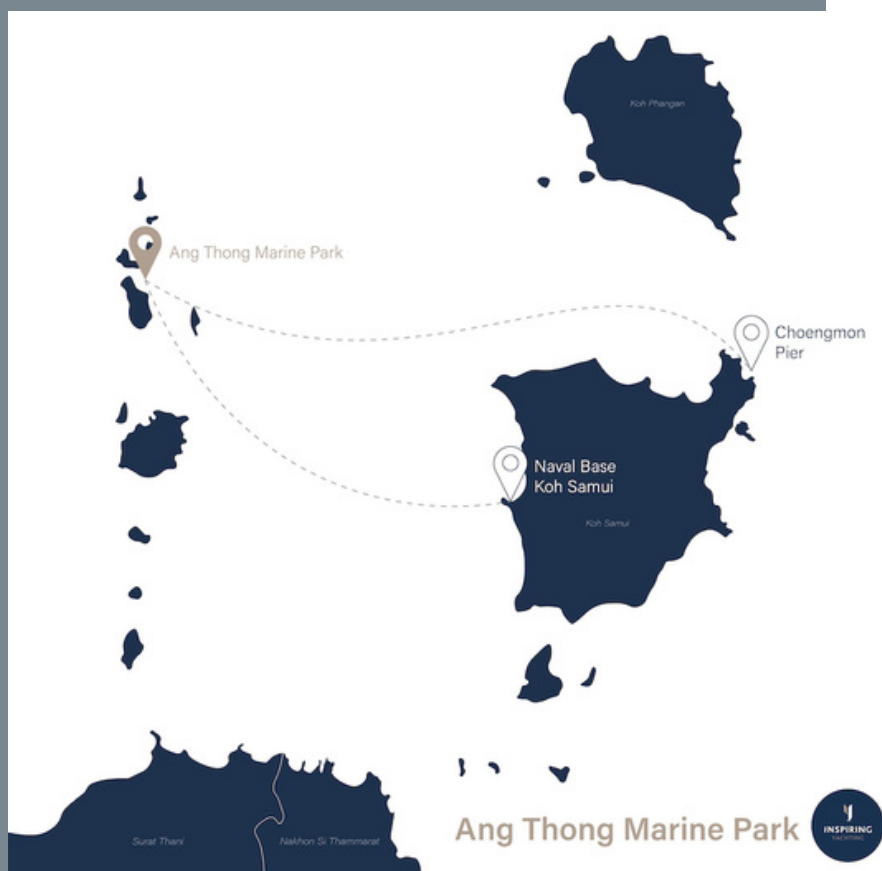 Koh Phangan
Ang Thong Marine Park
Choengmon
Pier
Naval Base
Koh Samui
Koh Samui
Surat Thani
Nakhon Si Thammarat
Ang Thong Marine Park
INSPIRING
YACHTING